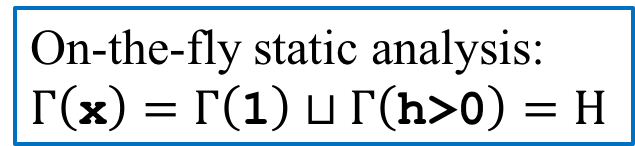 On-the-fly static analysis:
Γ(x) = Γ(1) ⊔ Γ(h>0) = H